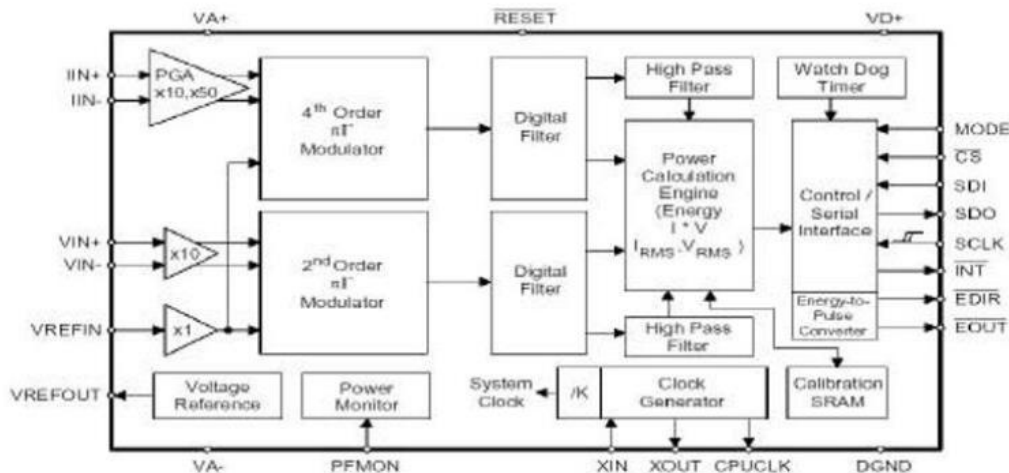 VA+
RESET
VD+
IIN+
IIN-
PGA
x10,x50
4th Order
πΓ
Modulator
Digital
Filter
High Pass
Filter
Watch Dog
Timer
Power
Calculation
Engine
(Energy
I * V
IRMS.VRMS )
Control /
Serial
Interface
MODE
CS
SDI
SDO
SCLK
INT
EDIR
EOUT
VIN+
VIN-
x10
2nd Order
πΓ
Modulator
Digital
Filter
Energy-to-
Pulse
Converter
VREFIN
x1
High Pass
Filter
VREFOUT
Voltage
Reference
Power
Monitor
System
Clock
/K
Clock
Generator
Calibration
SRAM
VA-
PFMON
XIN
XOUT
CPUCLK
DGND